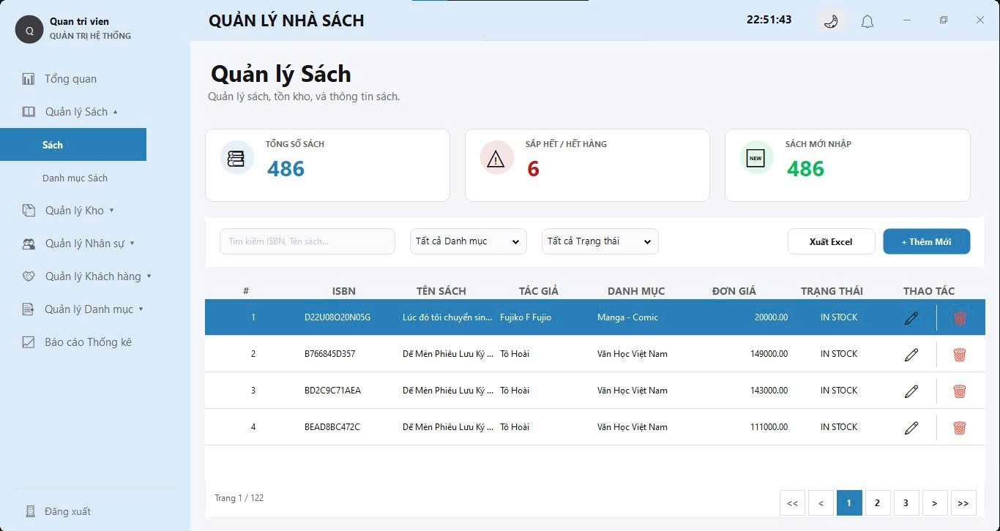 Q
Quan tri vien
QUẢN TRỊ HỆ THỐNG
Tổng quan
Quản lý Sách ▴
Sách
Danh mục Sách
Quản lý Kho ▾
Quản lý Nhân sự ▾
Quản lý Khách hàng ▾
Quản lý Danh mục ▾
Báo cáo Thống kê
Đăng xuất
QUẢN LÝ NHÀ SÁCH
22:51:43
Quản lý Sách
Quản lý sách, tồn kho, và thông tin sách.
TỔNG SỐ SÁCH
486
SẮP HẾT / HẾT HÀNG
6
NEW
SÁCH MỚI NHẬP
486
Tìm kiếm ISBN, Tên sách... Tất cả Danh mục Tất cả Trạng thái Xuất Excel + Thêm Mới
# ISBN TÊN SÁCH TÁC GIẢ DANH MỤC ĐƠN GIÁ TRẠNG THÁI THAO TÁC
1 D22U08O20N05G Lúc đó tôi chuyển sin... Fujiko F Fujio Manga - Comic 20000.00 IN STOCK
2 B766845D357 Dế Mèn Phiêu Lưu Ký ... Tô Hoài Văn Học Việt Nam 149000.00 IN STOCK
3 BD2C9C71AEA Dế Mèn Phiêu Lưu Ký ... Tô Hoài Văn Học Việt Nam 143000.00 IN STOCK
4 BEAD8BC472C Dế Mèn Phiêu Lưu Ký ... Tô Hoài Văn Học Việt Nam 111000.00 IN STOCK
Trang 1 / 122
<< < 1 2 3 > >>